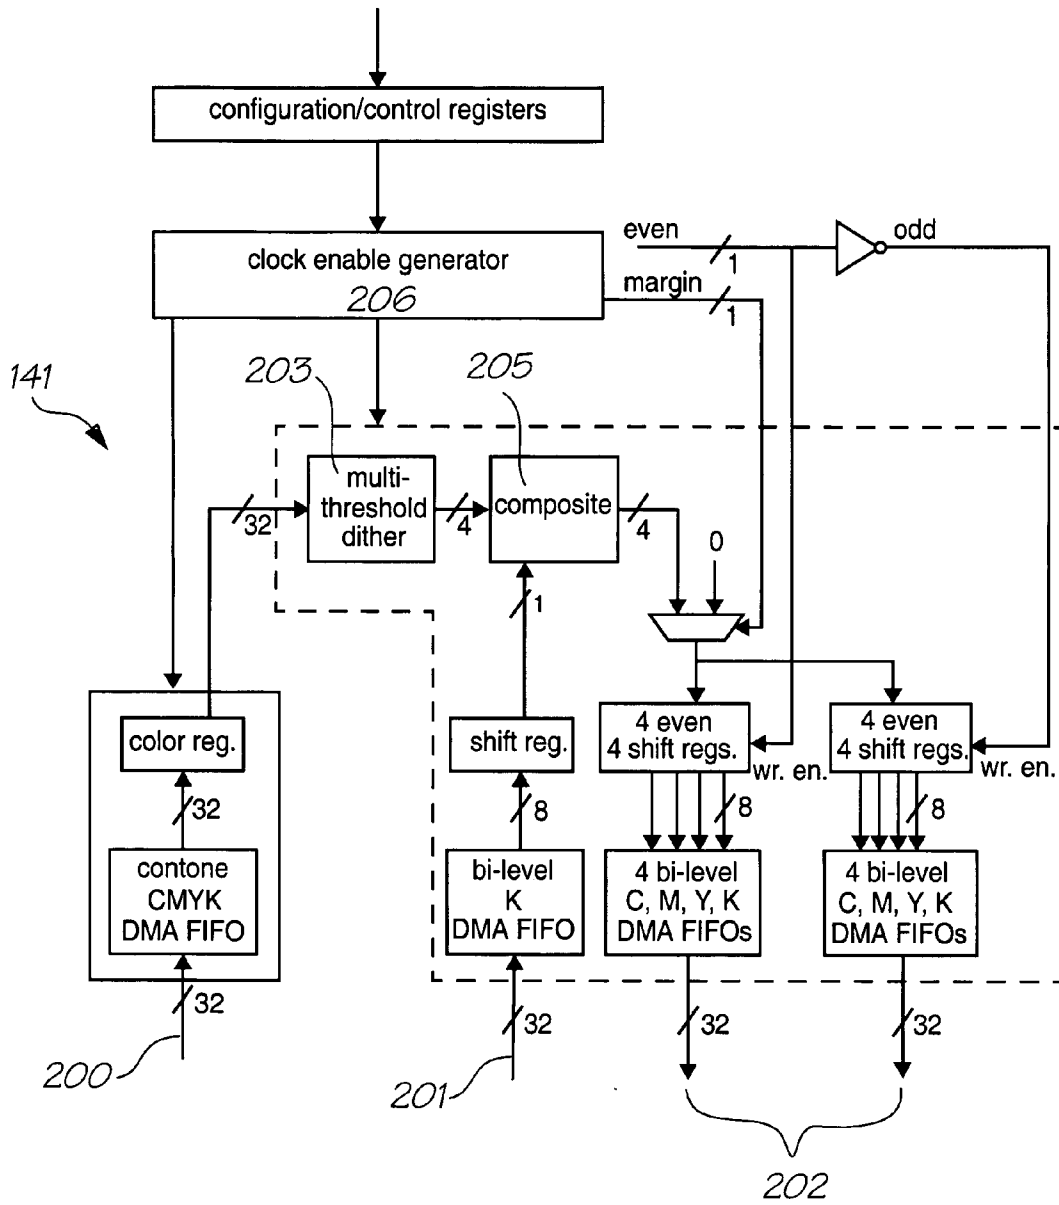 configuration/control registers
clock enable generator
206
even
1
odd
margin
1
141
203
205
multi-
threshold
dither
composite
32
4
4
0
1
color reg.
shift reg.
4 even
4 shift regs.
wr. en.
4 even
4 shift regs.
wr. en.
32
8
8
8
contone
CMYK
DMA FIFO
bi-level
K
DMA FIFO
4 bi-level
C, M, Y, K
DMA FIFOs
4 bi-level
C, M, Y, K
DMA FIFOs
32
32
32
32
200
201
202